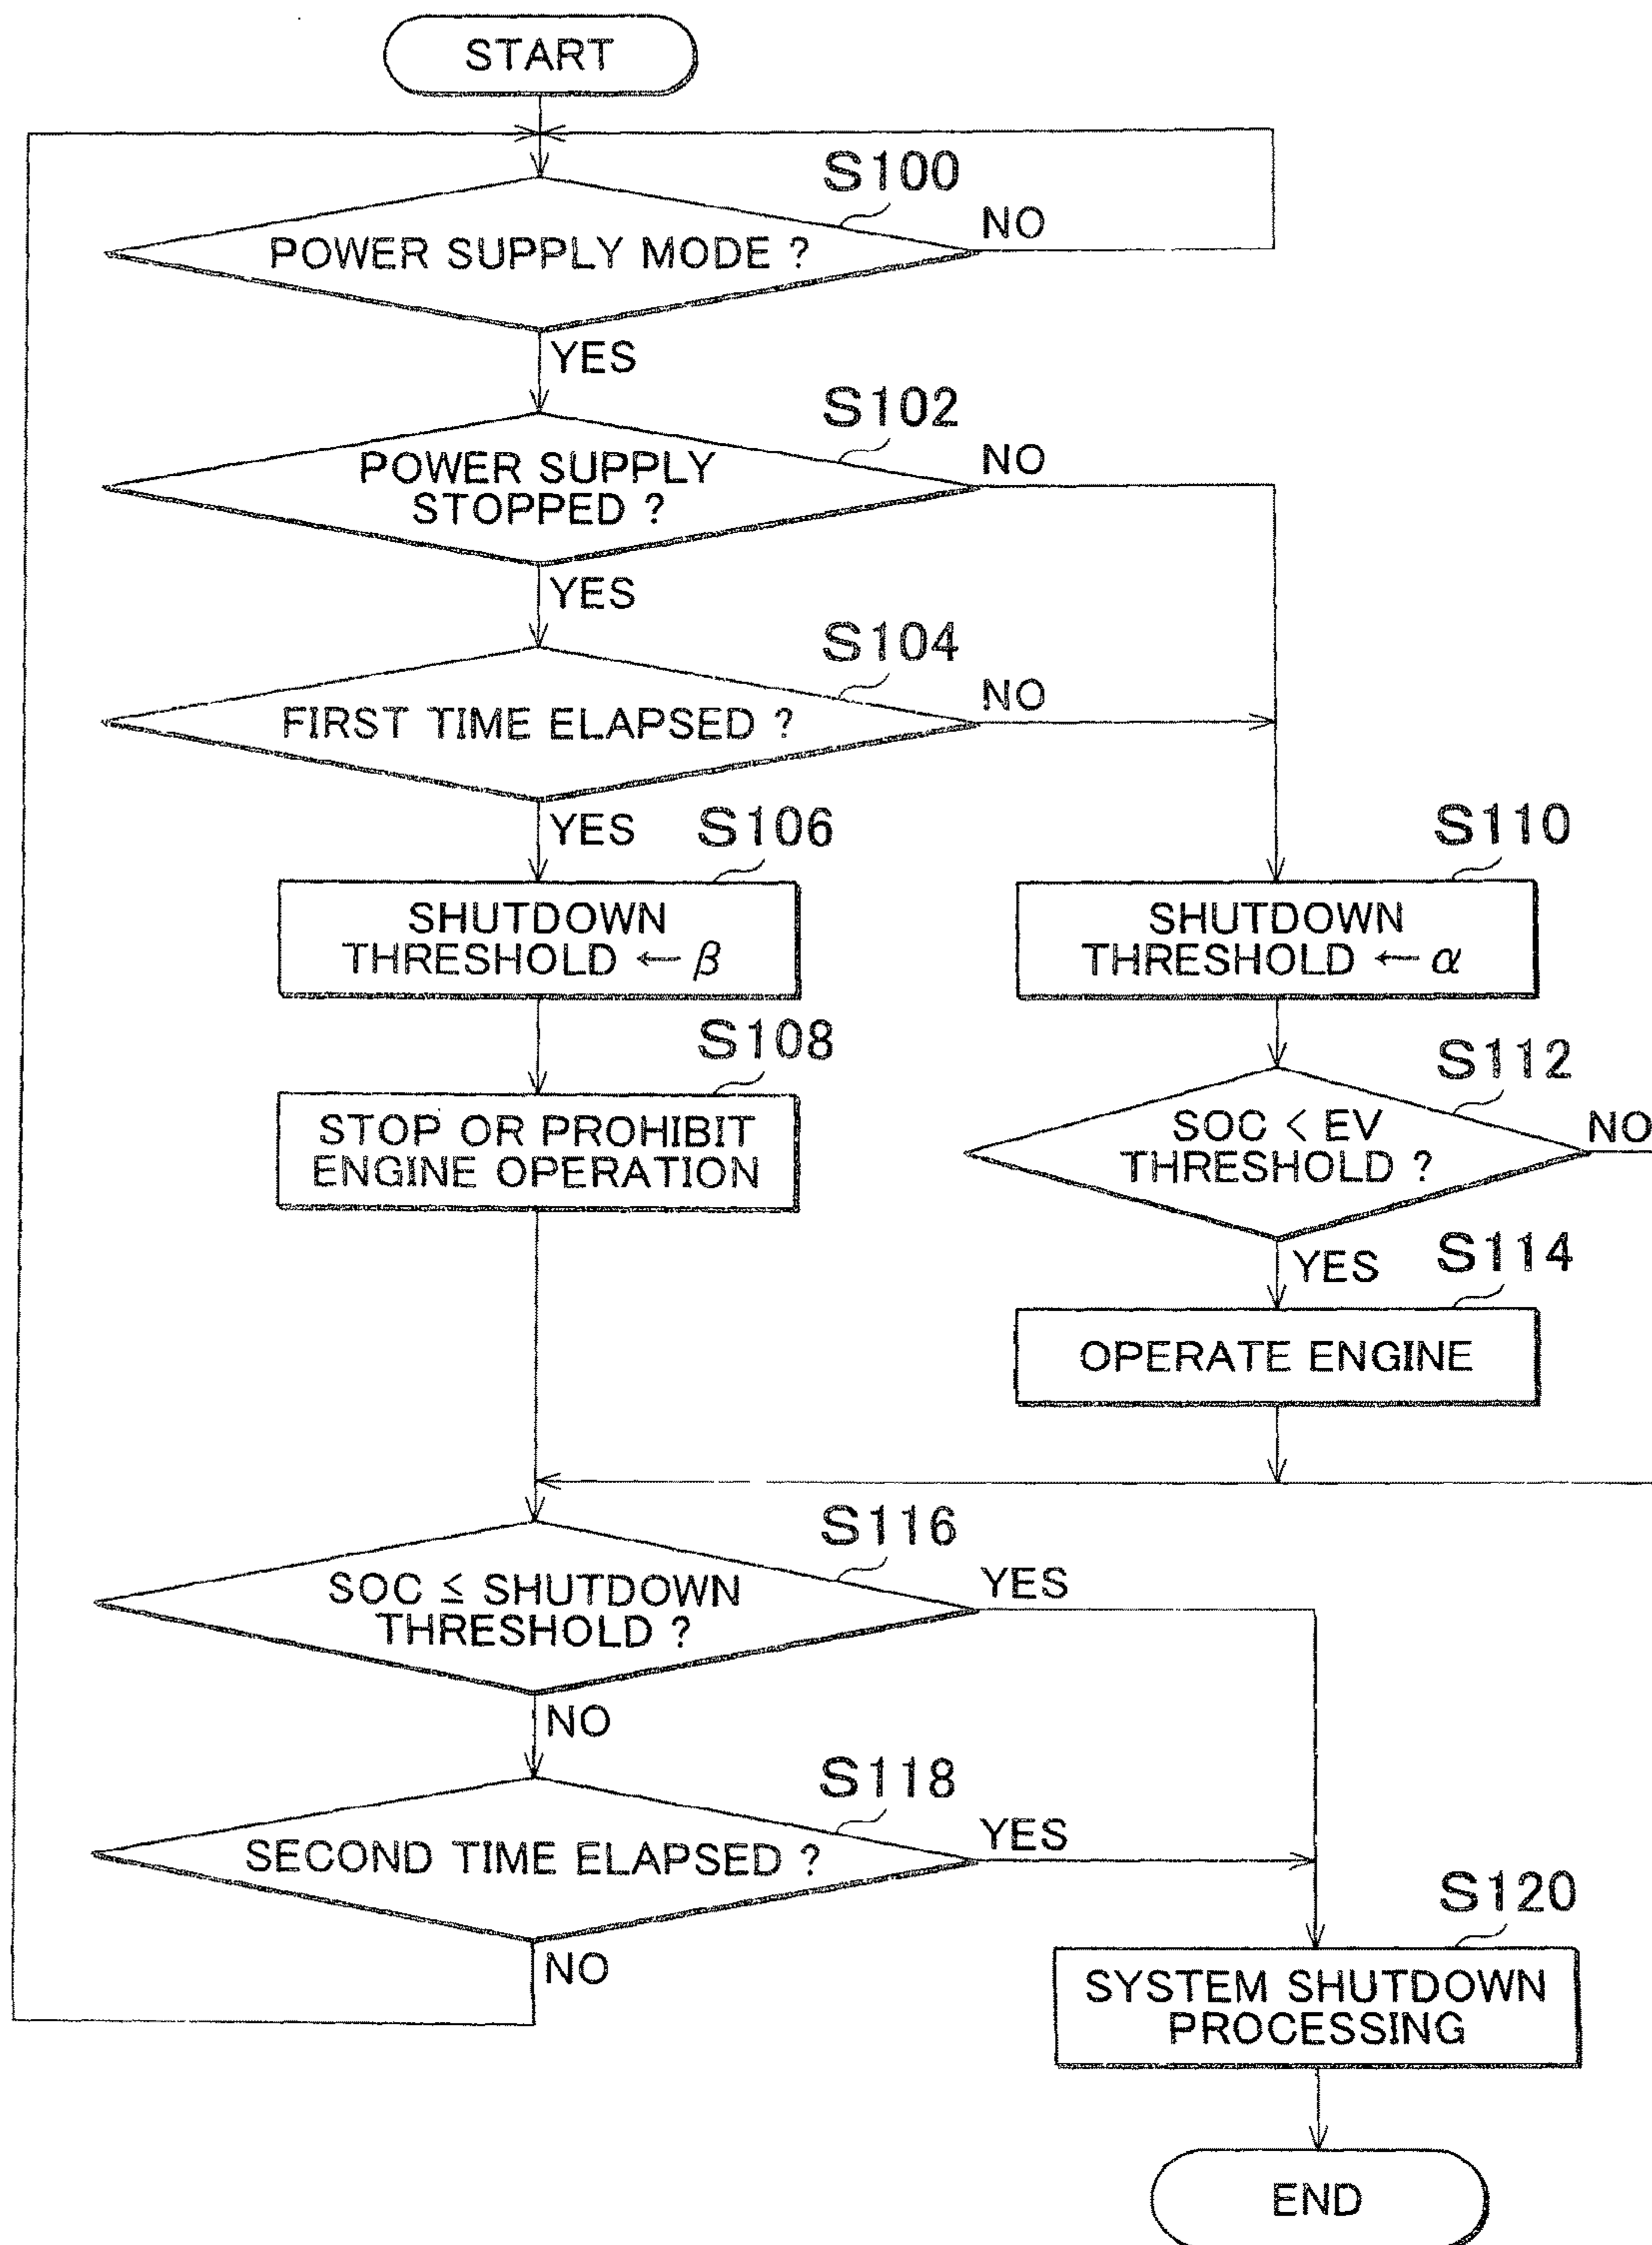 START
S100
POWER SUPPLY MODE ?
NO
YES
S102
POWER SUPPLY
STOPPED ?
NO
YES
S104
FIRST TIME ELAPSED ?
NO
YES
S106
SHUTDOWN
THRESHOLD ← β
S110
SHUTDOWN
THRESHOLD ← α
S108
STOP OR PROHIBIT
ENGINE OPERATION
S112
SOC < EV
THRESHOLD ?
NO
YES
S114
OPERATE ENGINE
S116
SOC ≤ SHUTDOWN
THRESHOLD ?
YES
NO
S118
SECOND TIME ELAPSED ?
YES
NO
S120
SYSTEM SHUTDOWN
PROCESSING
END